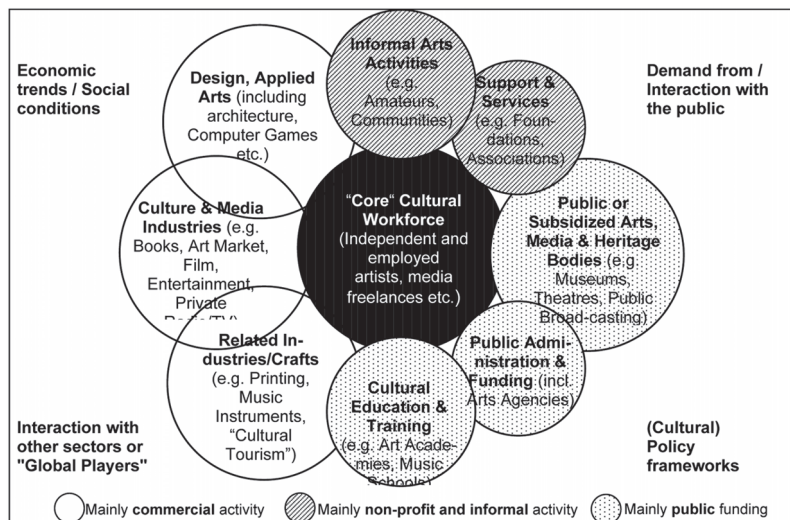 Economic
trends / Social
conditions
Design, Applied
Arts (including
architecture,
Computer Games
etc.)
Informal Arts
Activities
(e.g.
Amateurs,
Communities)
Support &
Services
(e.g. Foun-
dations,
Associations)
Demand from /
Interaction with
the public
Culture & Media
Industries (e.g.
Books, Art Market,
Film,
Entertainment,
Private
Radio/TV)
“Core“ Cultural
Workforce
(Independent and
employed
artists, media
freelances etc.)
Public or
Subsidized Arts,
Media & Heritage
Bodies (e.g.
Museums,
Theatres, Public
Broad-casting)
Related In-
dustries/Crafts
(e.g. Printing,
Music
Instruments,
“Cultural
Tourism”)
Cultural
Education &
Training
(e.g. Art Acade-
mies, Music
Schools)
Public Admi-
nistration &
Funding (incl.
Arts Agencies)
Interaction with
other sectors or
"Global Players"
(Cultural)
Policy
frameworks
Mainly commercial activity
Mainly non-profit and informal activity
Mainly public funding